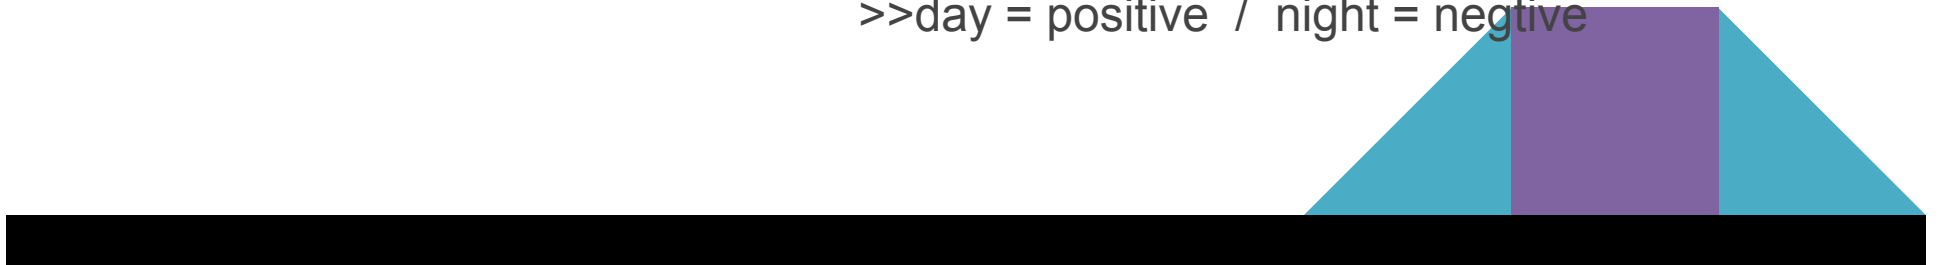 >>day = positive / night = negtive